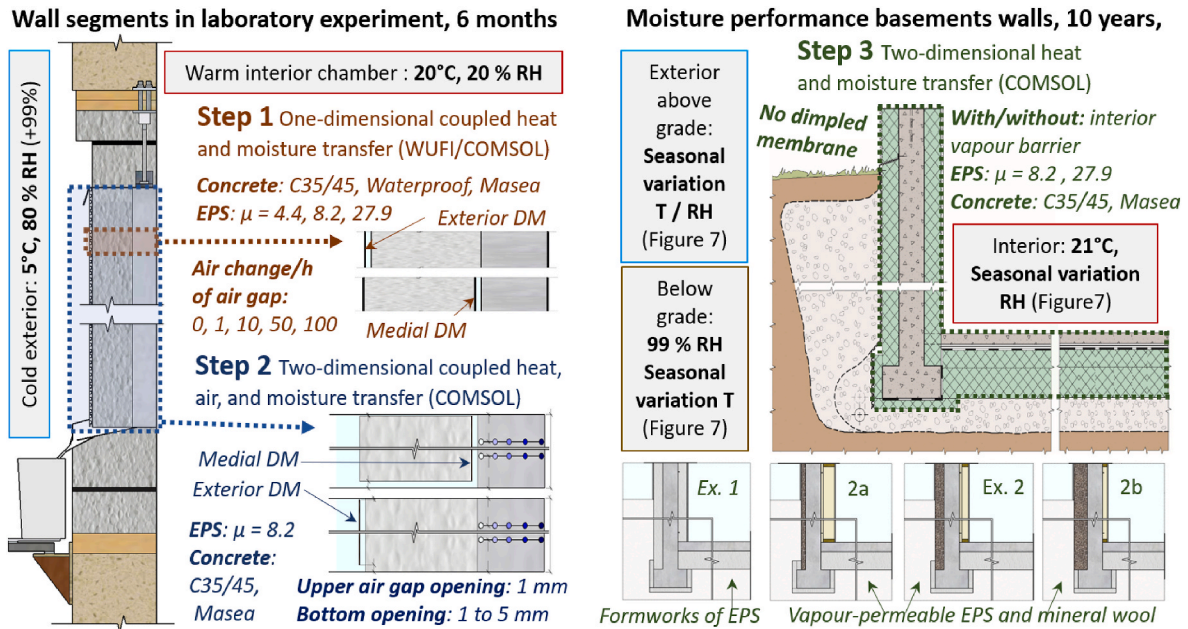 Wall segments in laboratory experiment, 6 months
Cold exterior: 5°C, 80 % RH (+99%)
Warm interior chamber : 20°C, 20 % RH
Step 1 One-dimensional coupled heat
and moisture transfer (WUFI/COMSOL)
Concrete: C35/45, Waterproof, Masea
EPS: μ = 4.4, 8.2, 27.9
Exterior DM
Air change/h
of air gap:
0, 1, 10, 50, 100
Medial DM
Step 2 Two-dimensional coupled heat,
air, and moisture transfer (COMSOL)
Medial DM
Exterior DM
EPS: μ = 8.2
Concrete:
C35/45,
Masea
Upper air gap opening: 1 mm
Bottom opening: 1 to 5 mm
Moisture performance basements walls, 10 years,
Exterior
above
grade:
Seasonal
variation
T / RH
(Figure 7)
Below
grade:
99 % RH
Seasonal
variation T
(Figure 7)
Step 3 Two-dimensional heat
and moisture transfer (COMSOL)
No dimpled
membrane
With/without: interior
vapour barrier
EPS: μ = 8.2 , 27.9
Concrete: C35/45, Masea
Interior: 21°C,
Seasonal variation
RH (Figure7)
Ex. 1
2a
Ex. 2
2b
Formworks of EPS
Vapour-permeable EPS and mineral wool